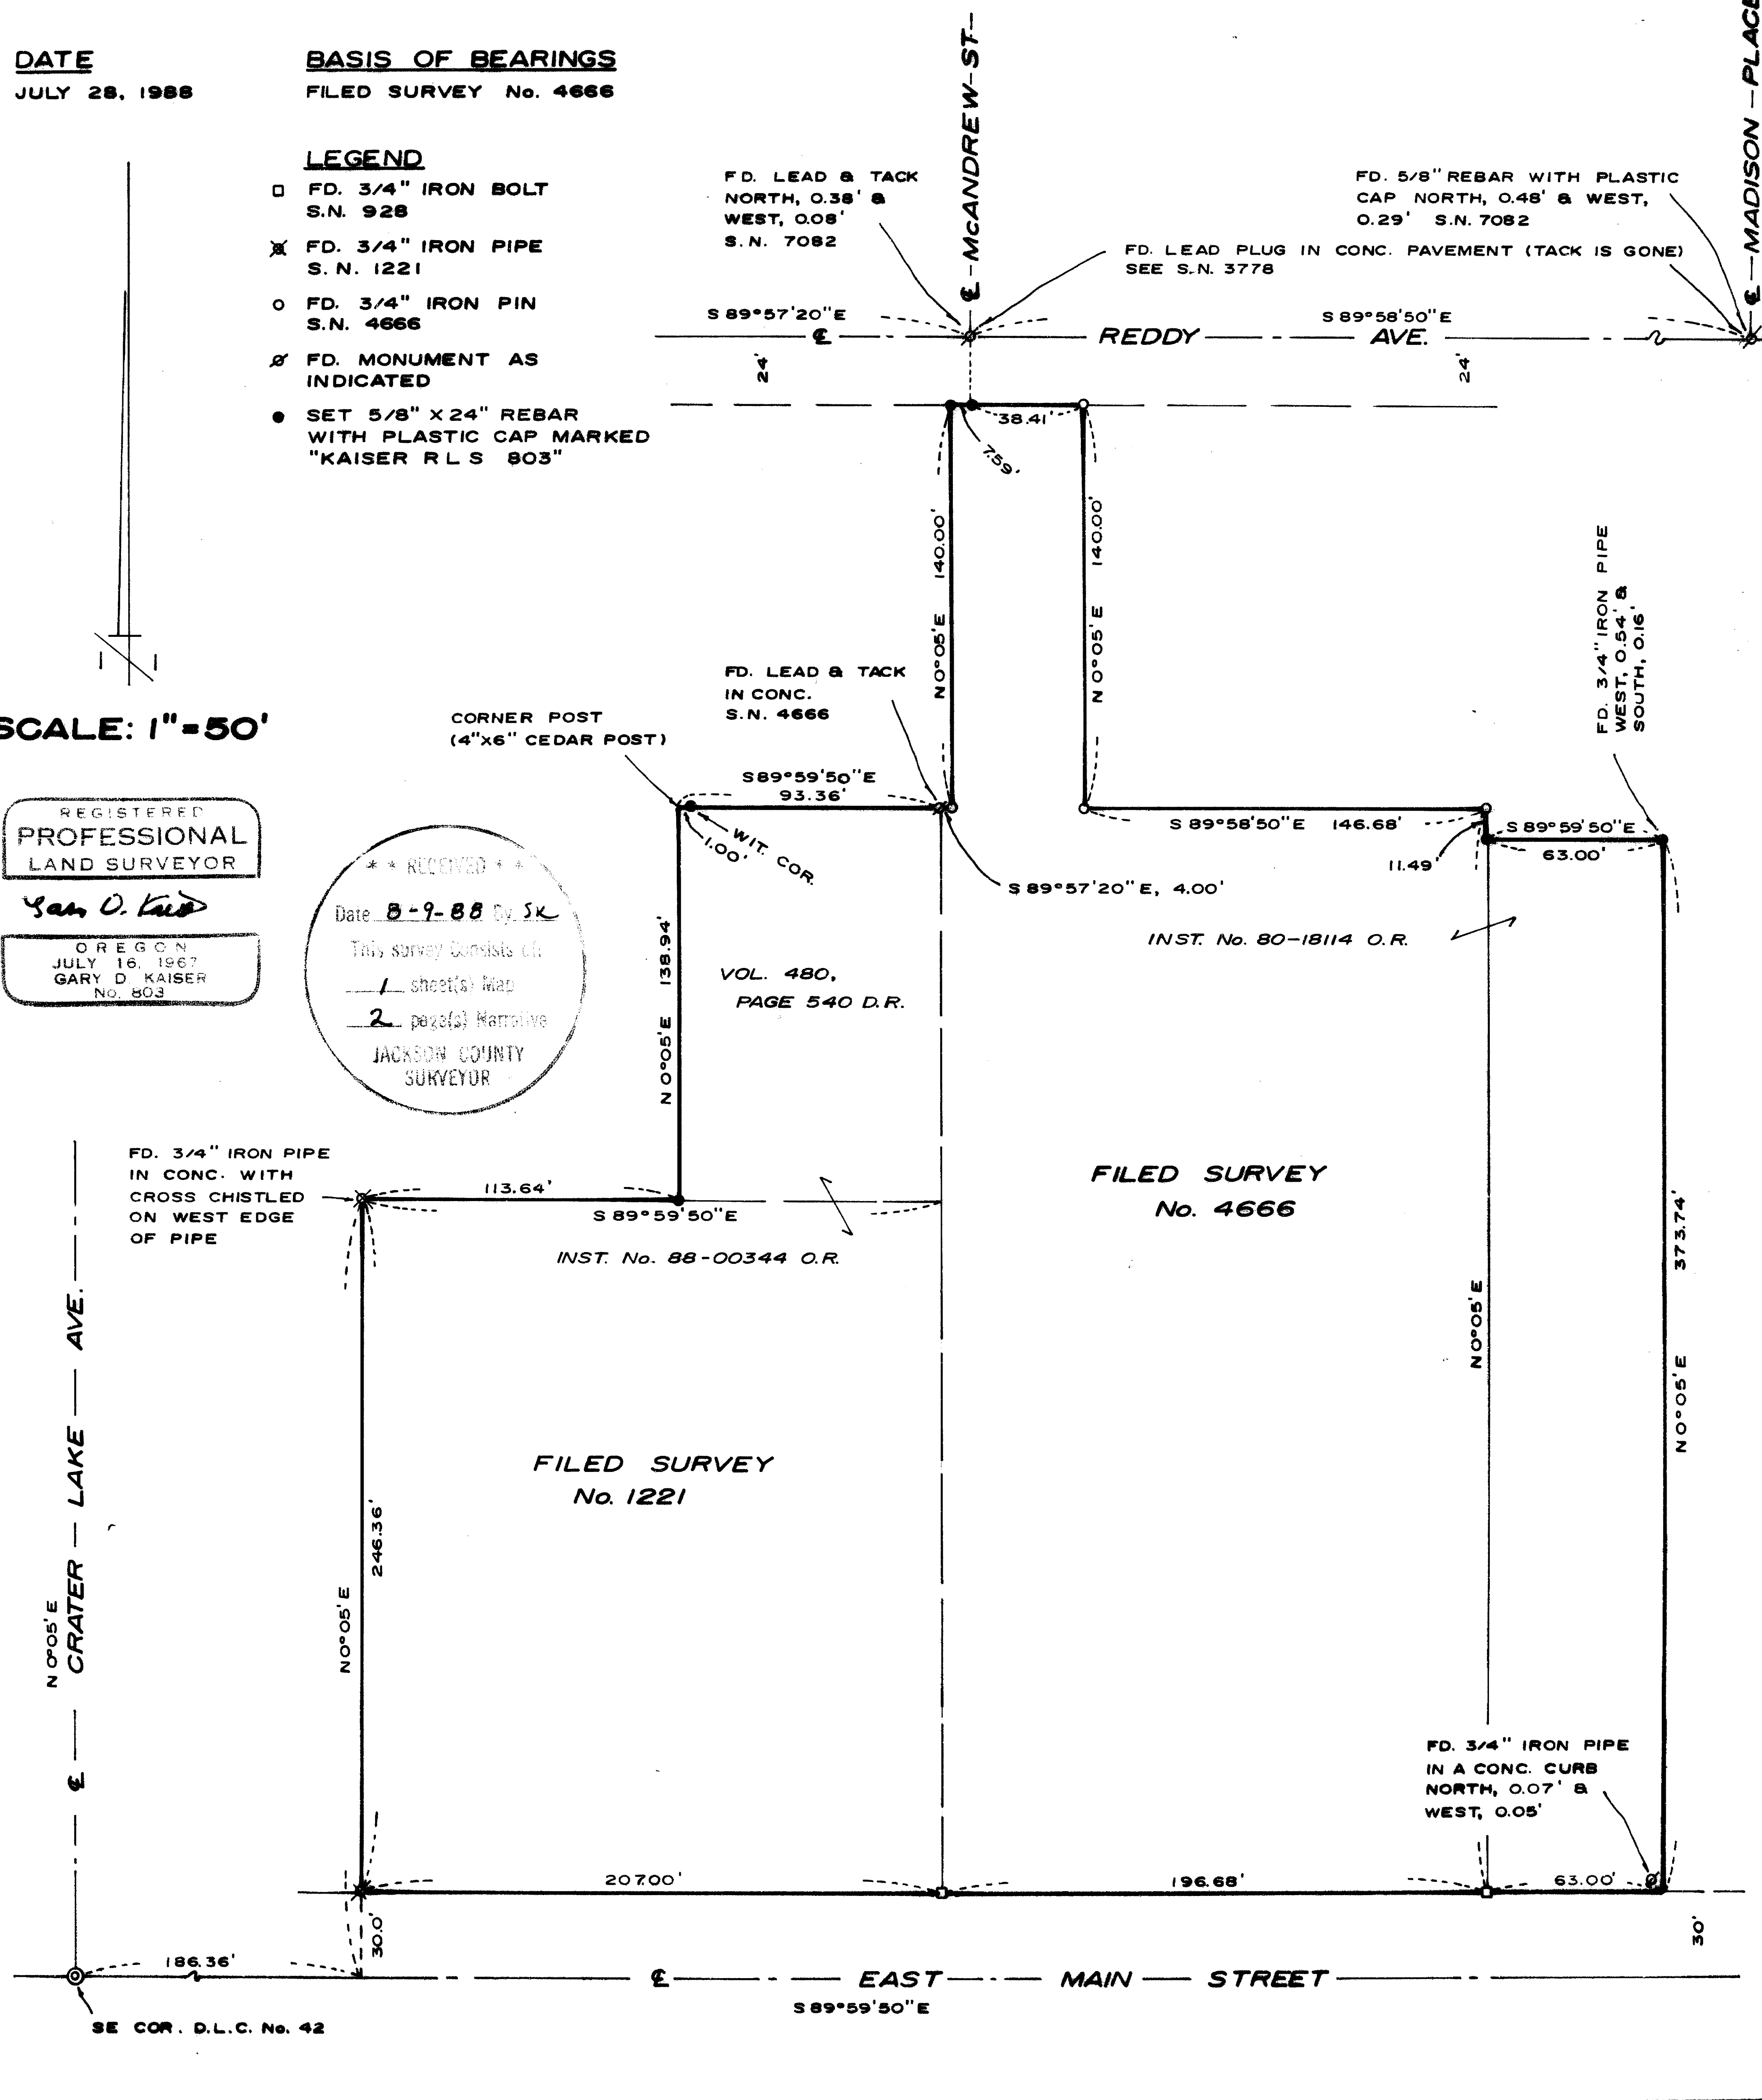 DATE
JULY 28, 1988
BASIS OF BEARINGS
FILED SURVEY No. 4666
LEGEND
FD. 3/4" IRON BOLT
S.N. 928
FD. 3/4" IRON PIPE
S.N. 1221
FD. 3/4" IRON PIN
S.N. 4666
FD. MONUMENT AS
INDICATED
SET 5/8" X 24" REBAR
WITH PLASTIC CAP MARKED
"KAISER R L S 803"
SCALE: 1"=50'
REGISTERED
PROFESSIONAL
LAND SURVEYOR
OREGON
JULY 16, 1967
GARY D. KAISER
No. 803
* * RECEIVED * *
Date 8-9-88 By SK
This survey Consists of:
1 sheet(s) Map
2 page(s) Narrative
JACKSON COUNTY
SURVEYOR
FD. LEAD & TACK
NORTH, 0.38' &
WEST, 0.08'
S.N. 7082
℄ McANDREW ST
FD. 5/8" REBAR WITH PLASTIC
CAP NORTH, 0.48' & WEST,
0.29' S.N. 7082
FD. LEAD PLUG IN CONC. PAVEMENT (TACK IS GONE)
SEE S.N. 3778
℄ MADISON PLACE
S 89°57'20"E
S 89°58'50"E
℄ REDDY AVE.
24'
24'
38.41'
7.59'
N 0°05'E 140.00'
N 0°05'E 140.00'
FD. 3/4" IRON PIPE
WEST, 0.54' &
SOUTH, 0.16'
FD. LEAD & TACK
IN CONC.
S.N. 4666
CORNER POST
(4"x6" CEDAR POST)
S 89°59'50"E
93.36'
WIT. COR.
1.00'
S 89°58'50"E 146.68'
S 89°59'50"E
63.00'
11.49'
S 89°57'20"E, 4.00'
INST. No. 80-18114 O.R.
N 0°05'E 138.94'
VOL. 480,
PAGE 540 D.R.
FD. 3/4" IRON PIPE
IN CONC. WITH
CROSS CHISTLED
ON WEST EDGE
OF PIPE
113.64'
S 89°59'50"E
INST. No. 88-00344 O.R.
FILED SURVEY
No. 4666
N 0°05'E
373.74'
N 0°05'E
FILED SURVEY
No. 1221
246.36'
N 0°05'E
N 0°05'E
℄ CRATER LAKE AVE.
FD. 3/4" IRON PIPE
IN A CONC. CURB
NORTH, 0.07' &
WEST, 0.05'
207.00'
196.68'
63.00'
30.0'
30'
186.36'
℄ EAST MAIN STREET
S 89°59'50"E
SE COR. D.L.C. No. 42